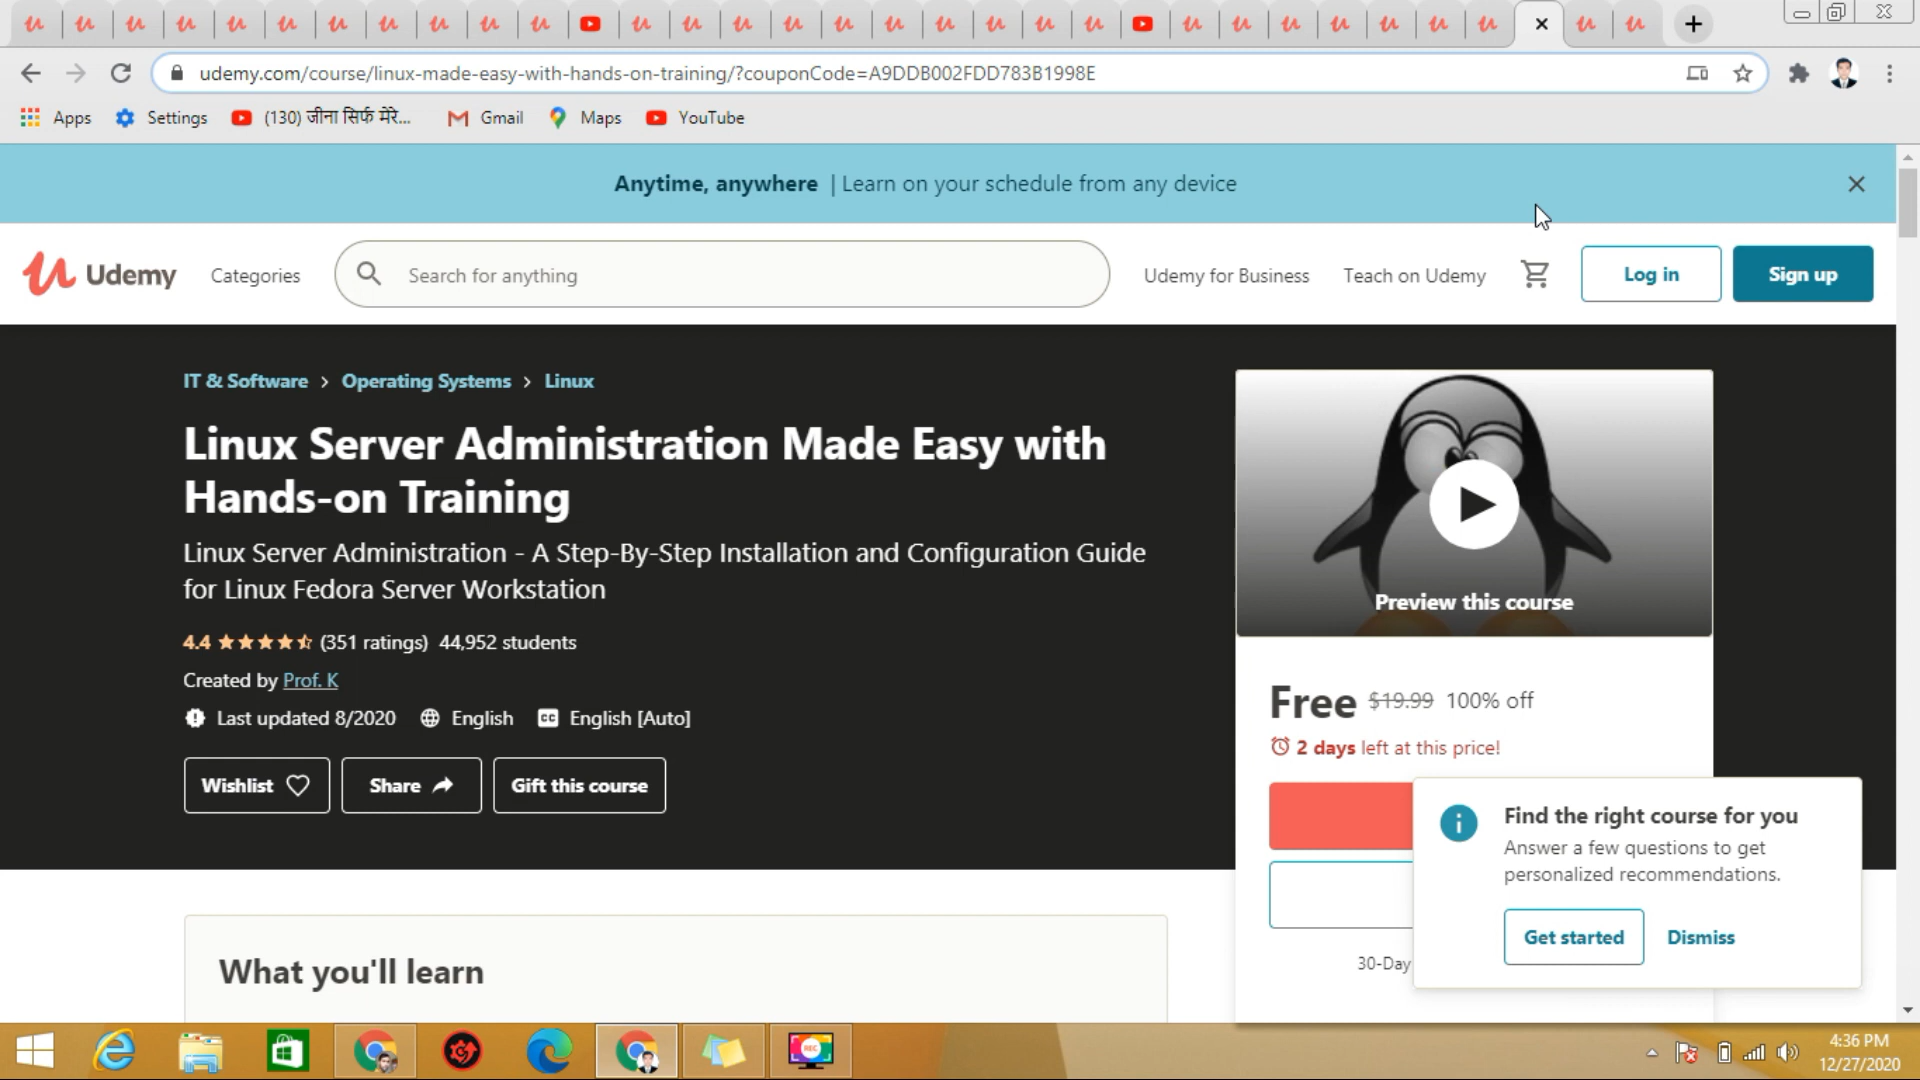 udemy.com/course/linux-made-easy-with-hands-on-training/?couponCode=A9DDB002FDD783B1998E
Apps Settings (130) जीना सिर्फ मेरे... Gmail Maps YouTube
Anytime, anywhere | Learn on your schedule from any device
Udemy Categories Search for anything Udemy for Business Teach on Udemy Log in Sign up
IT & Software > Operating Systems > Linux
Linux Server Administration Made Easy with
Hands-on Training
Linux Server Administration - A Step-By-Step Installation and Configuration Guide
for Linux Fedora Server Workstation
4.4 (351 ratings) 44,952 students
Created by Prof. K
Last updated 8/2020 English CC English [Auto]
Wishlist Share Gift this course
Preview this course
Free $19.99 100% off
2 days left at this price!
30-Day
Find the right course for you
Answer a few questions to get
personalized recommendations.
Get started Dismiss
What you'll learn
REC
4:36 PM
12/27/2020